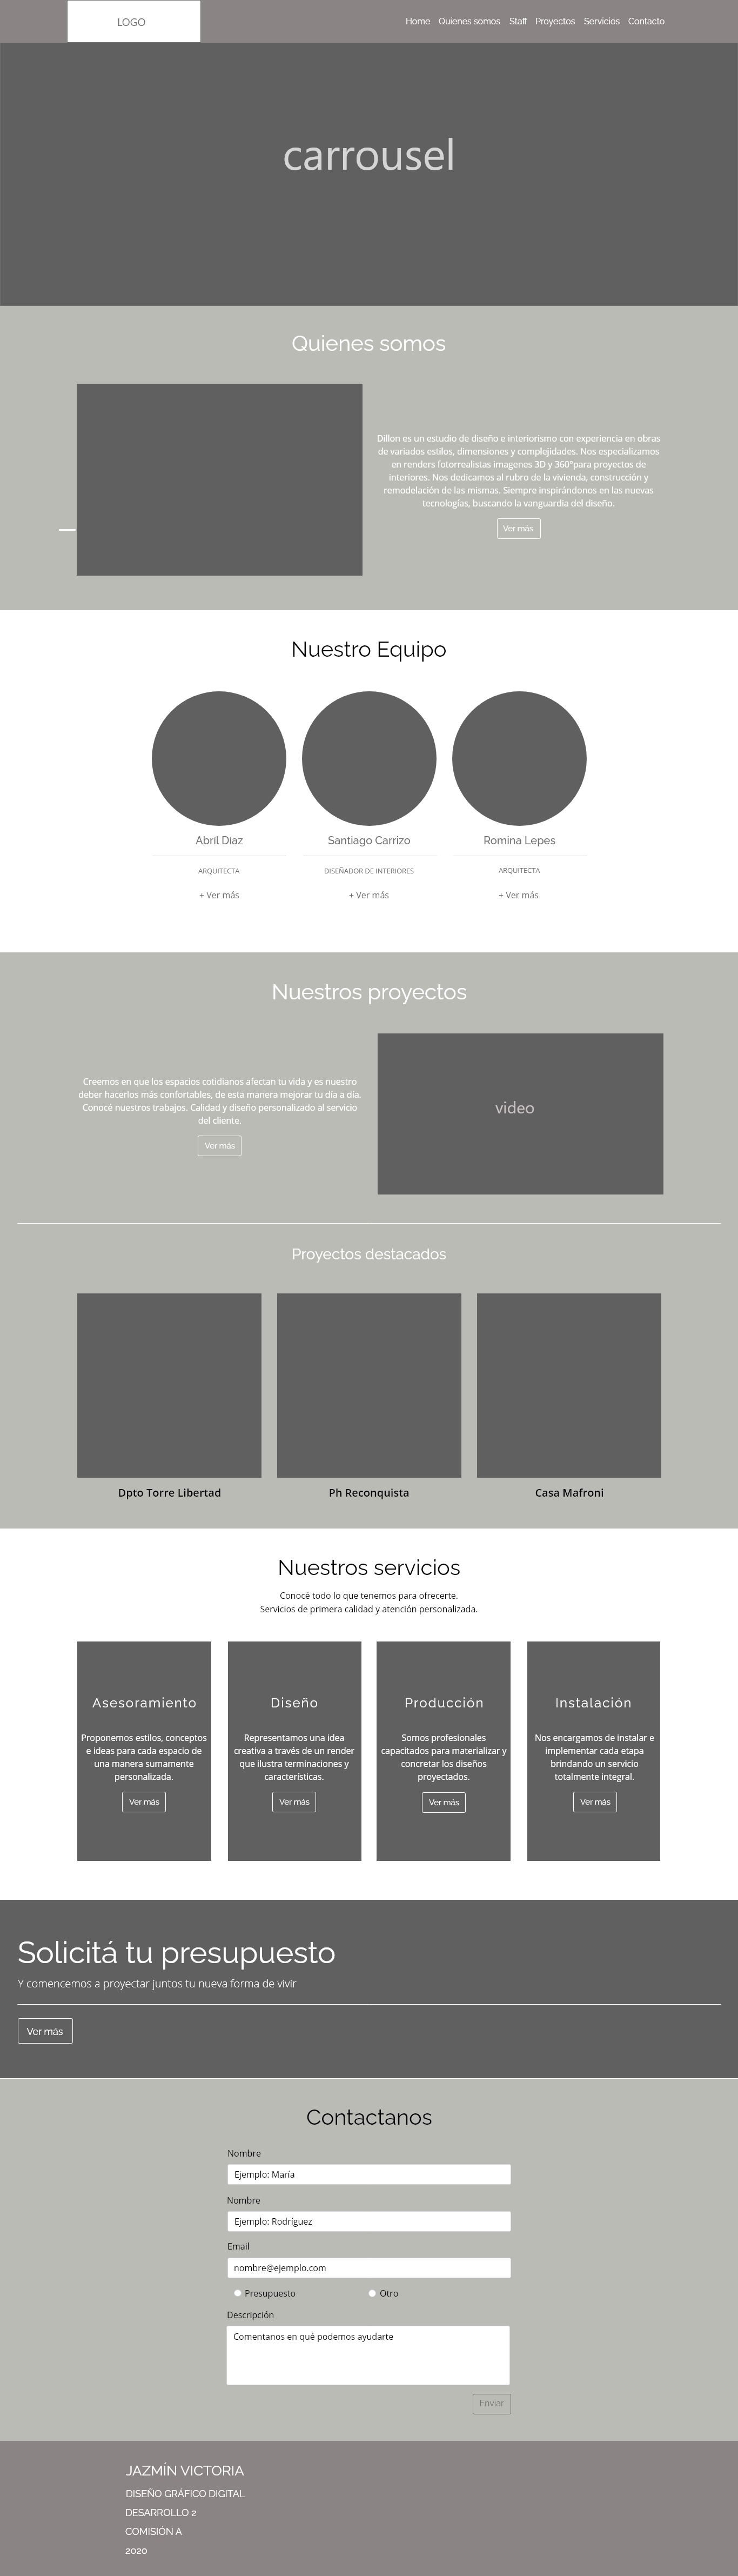 LOGO
Home Quienes somos Staff Proyectos Servicios Contacto
carrousel
Quienes somos
Dillon es un estudio de diseño e interiorismo con experiencia en obras
de variados estilos, dimensiones y complejidades. Nos especializamos
en renders fotorrealistas imagenes 3D y 360°para proyectos de
interiores. Nos dedicamos al rubro de la vivienda, construcción y
remodelación de las mismas. Siempre inspirándonos en las nuevas
tecnologías, buscando la vanguardia del diseño.
Ver más
Nuestro Equipo
Abríl Díaz
ARQUITECTA
+ Ver más
Santiago Carrizo
DISEÑADOR DE INTERIORES
+ Ver más
Romina Lepes
ARQUITECTA
+ Ver más
Nuestros proyectos
Creemos en que los espacios cotidianos afectan tu vida y es nuestro
deber hacerlos más confortables, de esta manera mejorar tu día a día.
Conocé nuestros trabajos. Calidad y diseño personalizado al servicio
del cliente.
Ver más
video
Proyectos destacados
Dpto Torre Libertad
Ph Reconquista
Casa Mafroni
Nuestros servicios
Conocé todo lo que tenemos para ofrecerte.
Servicios de primera calidad y atención personalizada.
Asesoramiento
Proponemos estilos, conceptos
e ideas para cada espacio de
una manera sumamente
personalizada.
Ver más
Diseño
Representamos una idea
creativa a través de un render
que ilustra terminaciones y
características.
Ver más
Producción
Somos profesionales
capacitados para materializar y
concretar los diseños
proyectados.
Ver más
Instalación
Nos encargamos de instalar e
implementar cada etapa
brindando un servicio
totalmente integral.
Ver más
Solicitá tu presupuesto
Y comencemos a proyectar juntos tu nueva forma de vivir
Ver más
Contactanos
Nombre
Ejemplo: María
Nombre
Ejemplo: Rodríguez
Email
nombre@ejemplo.com
Presupuesto
Otro
Descripción
Comentanos en qué podemos ayudarte
Enviar
JAZMÍN VICTORIA
DISEÑO GRÁFICO DIGITAL
DESARROLLO 2
COMISIÓN A
2020